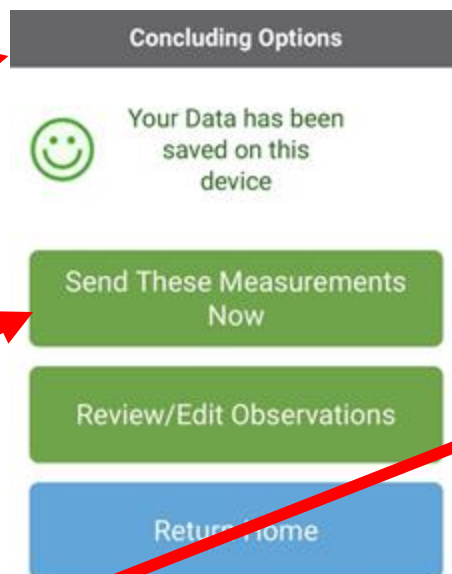 Concluding Options
Your Data has been
saved on this
device
Send These Measurements
Now
Review/Edit Observations
Return Home